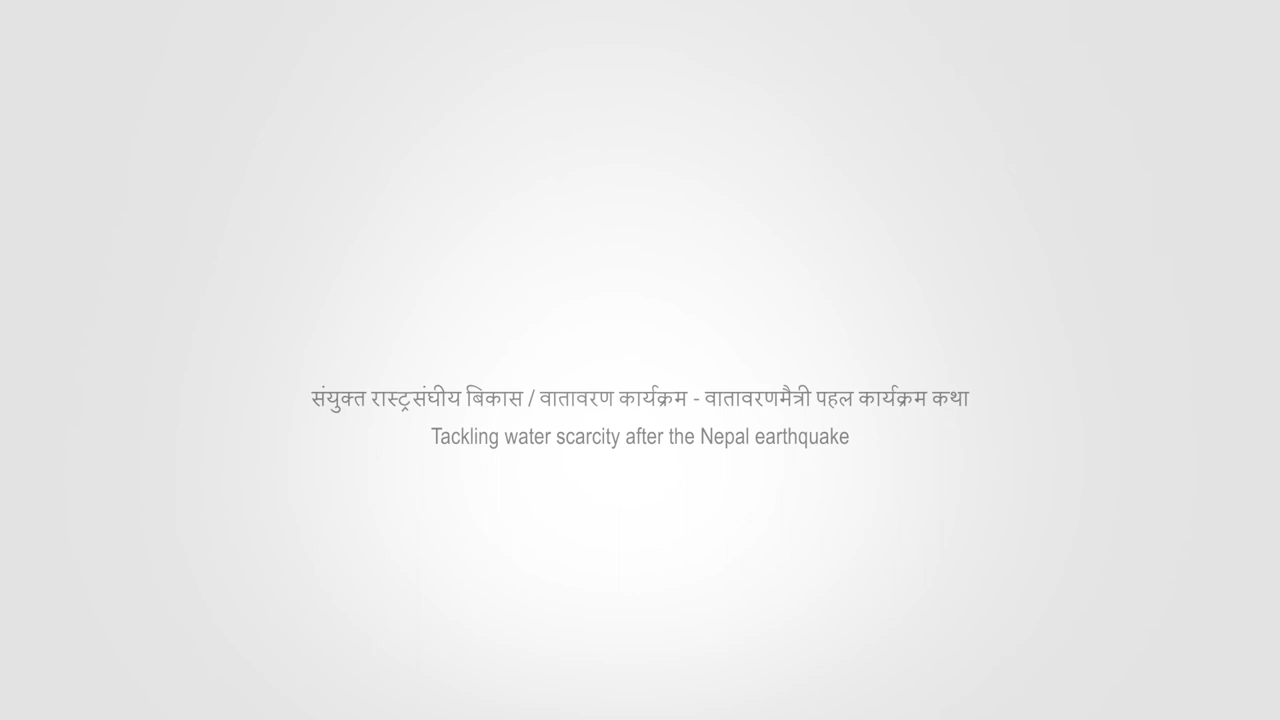 संयुक्त रास्ट्रसंघीय बिकास / वातावरण कार्यक्रम - वातावरणमैत्री पहल कार्यक्रम कथा
Tackling water scarcity after the Nepal earthquake